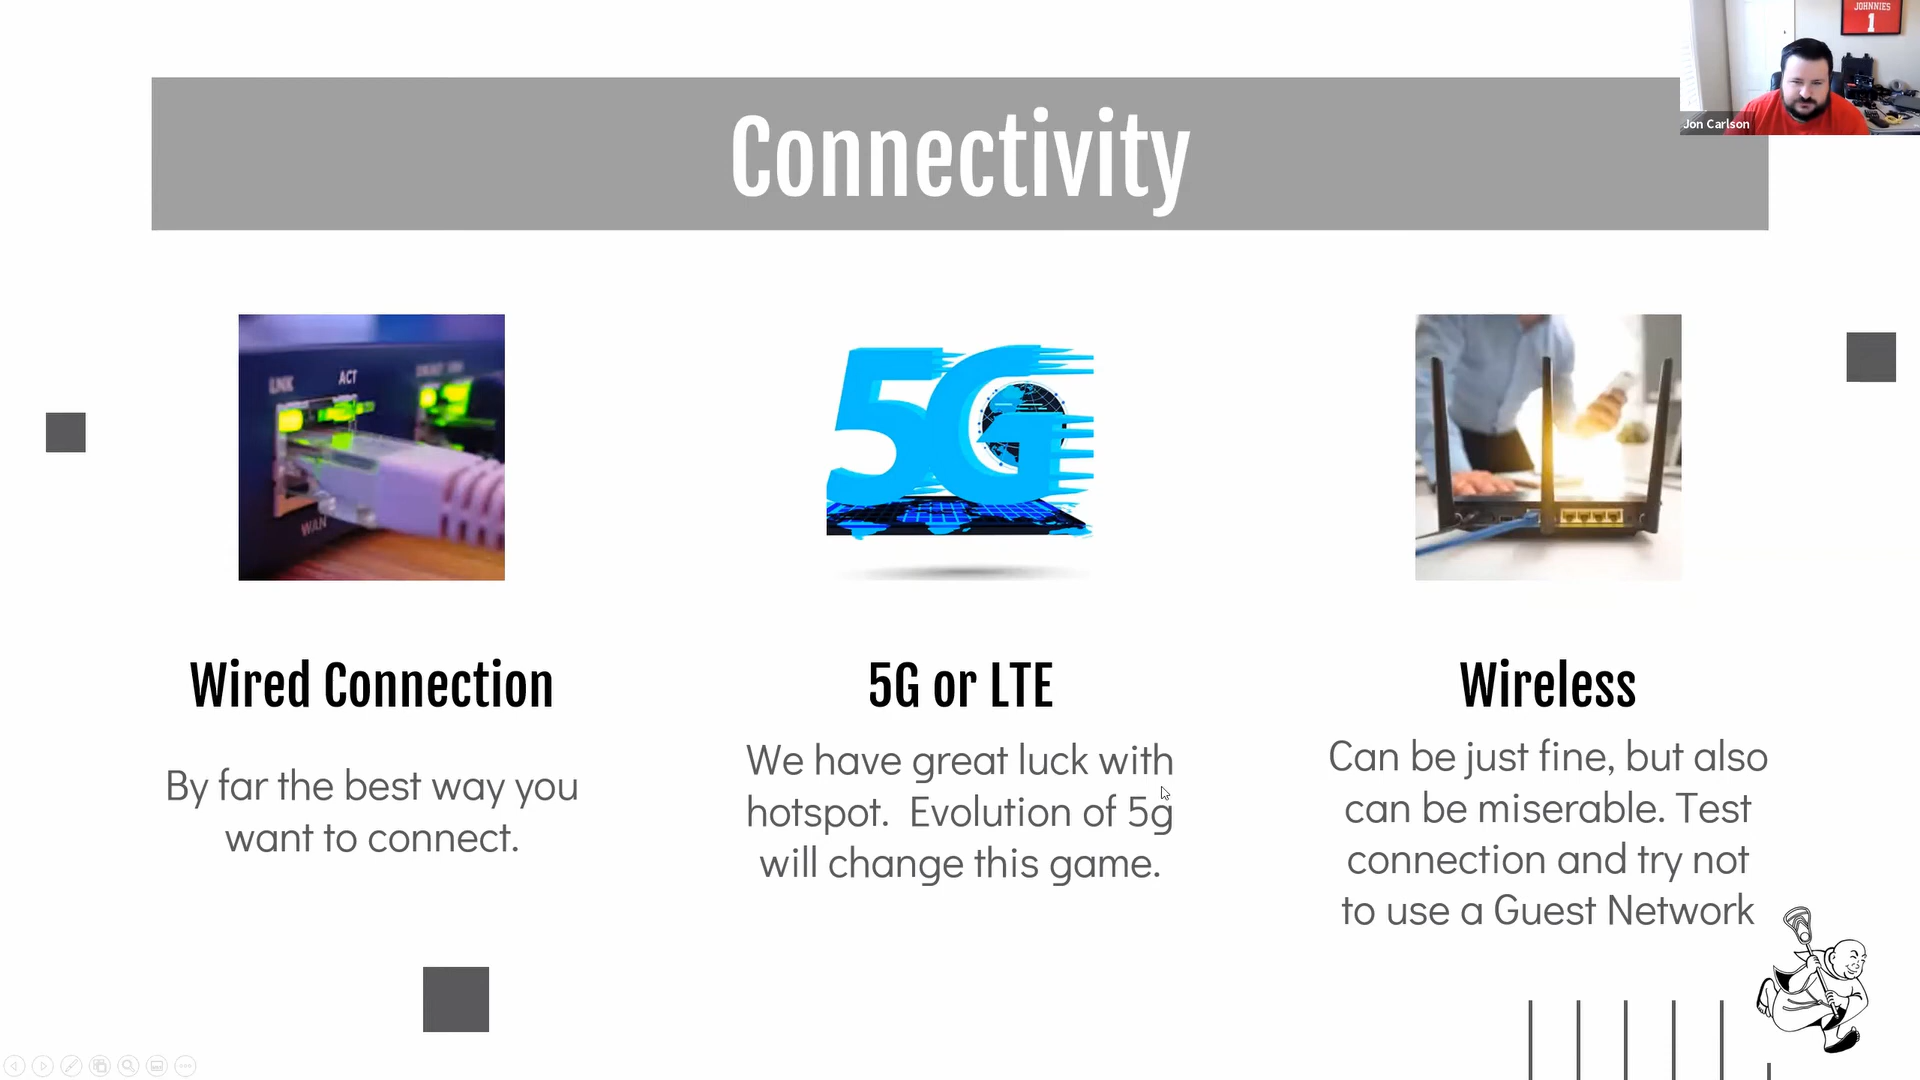 JOHNNIES
1
Jon Carlson
Connectivity
LNK
ACT
WAN
5G
Wired Connection
By far the best way you
want to connect.
5G or LTE
We have great luck with
hotspot.  Evolution of 5g
will change this game.
Wireless
Can be just fine, but also
can be miserable. Test
connection and try not
to use a Guest Network